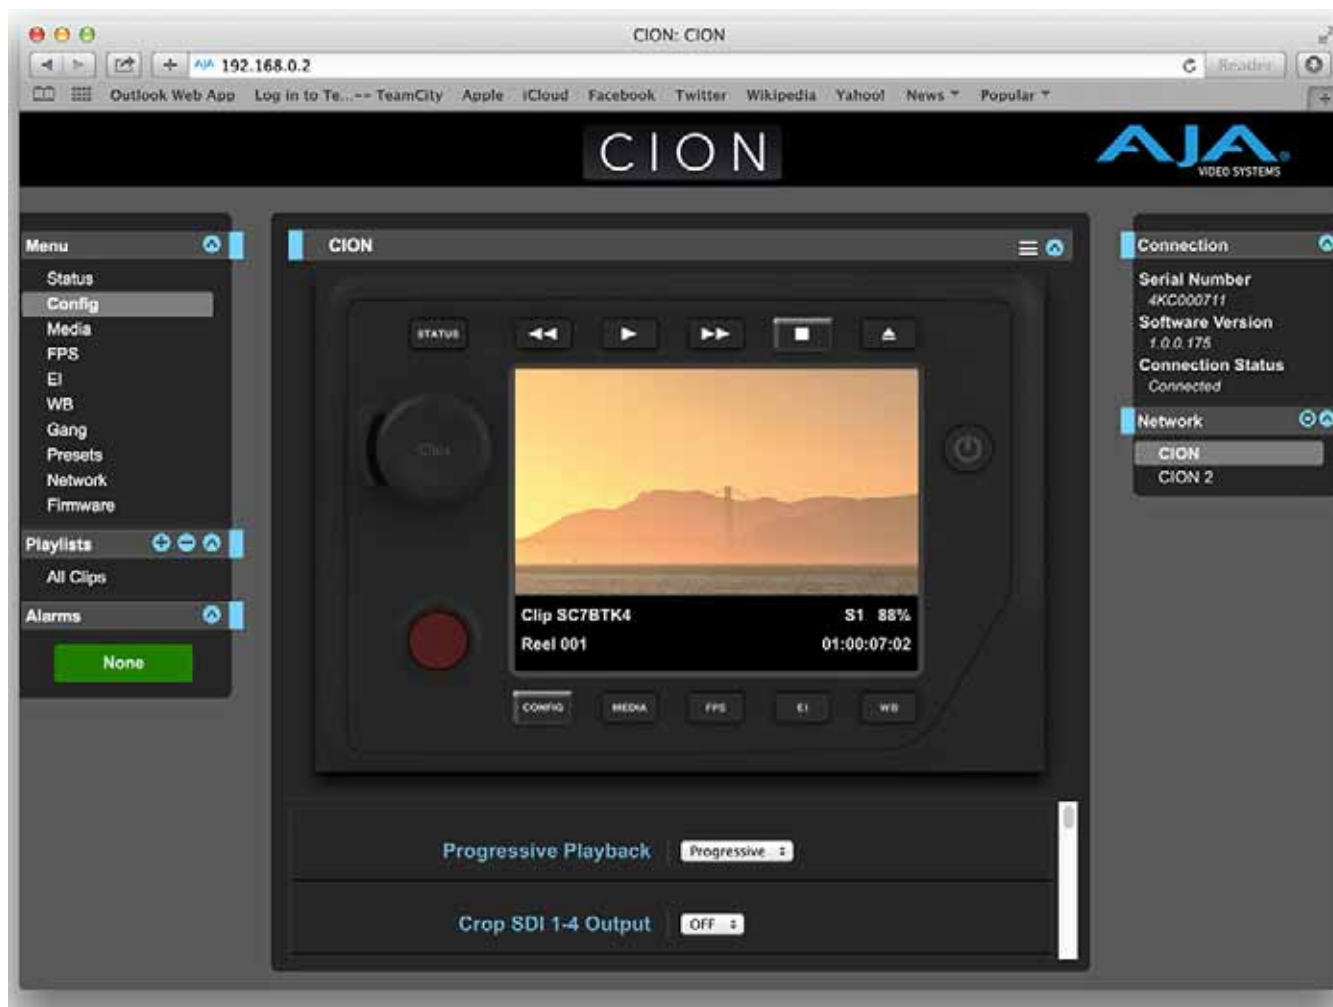 CION: CION
AJA 192.168.0.2
Reader
Outlook Web App Log in to Te...-- TeamCity Apple iCloud Facebook Twitter Wikipedia Yahoo! News Popular
CION
AJA
VIDEO SYSTEMS
Menu
Status
Config
Media
FPS
EI
WB
Gang
Presets
Network
Firmware
Playlists
All Clips
Alarms
None
CION
STATUS
Clip SC7BTK4 S1 88%
Reel 001 01:00:07:02
CONFIG MEDIA FPS EI WB
Progressive Playback Progressive
Crop SDI 1-4 Output OFF
Connection
Serial Number
4KC000711
Software Version
1.0.0.175
Connection Status
Connected
Network
CION
CION 2